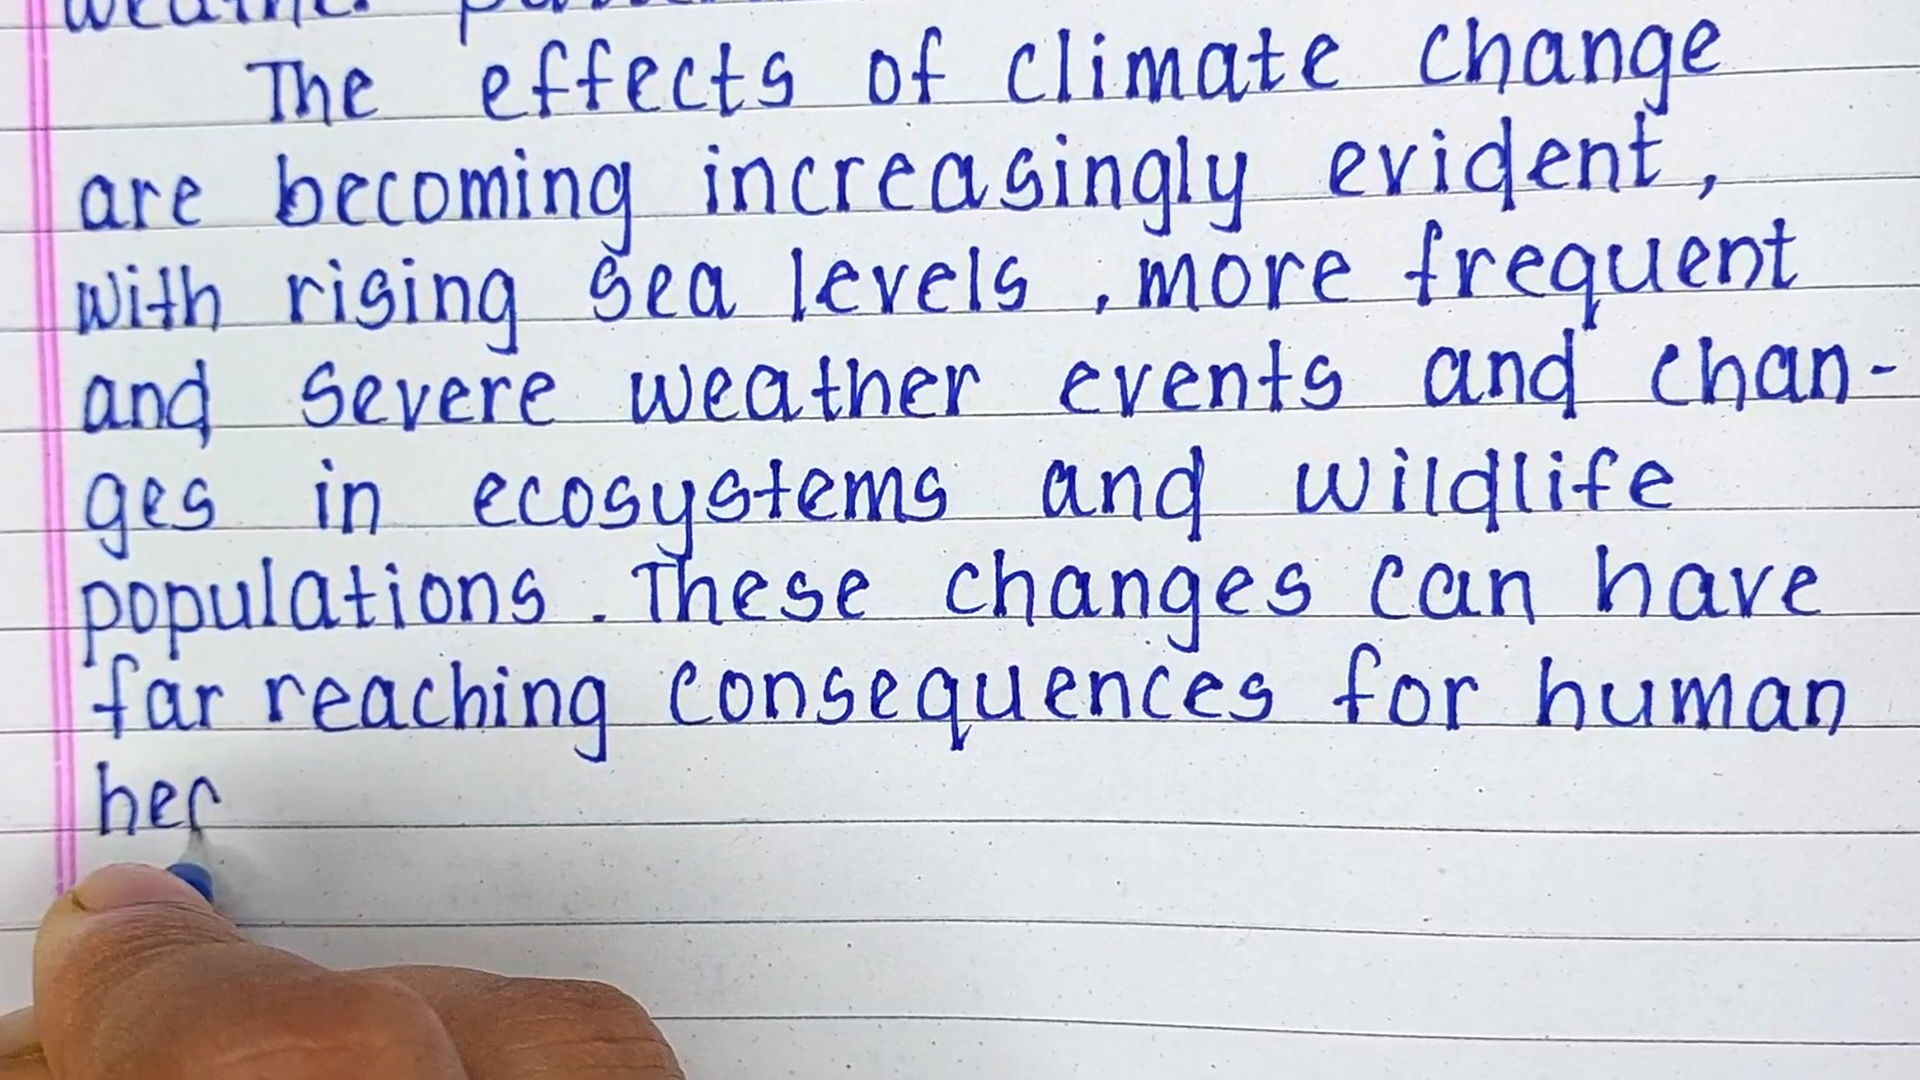 The effects of climate change
are becoming increasingly evident,
with rising sea levels, more frequent
and severe weather events and chan-
ges in ecosystems and wildlife
populations. These changes can have
far reaching consequences for human